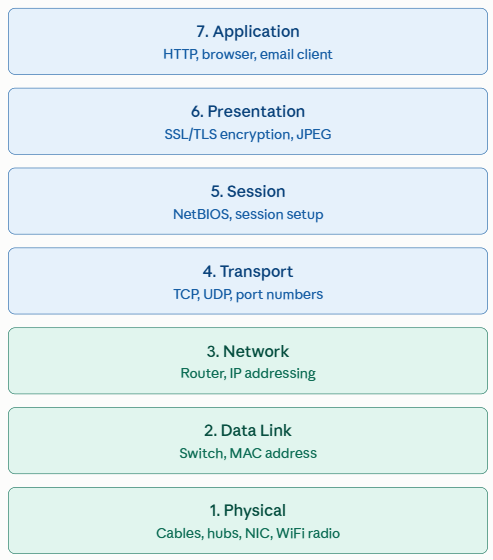 7. Application
HTTP, browser, email client
6. Presentation
SSL/TLS encryption, JPEG
5. Session
NetBIOS, session setup
4. Transport
TCP, UDP, port numbers
3. Network
Router, IP addressing
2. Data Link
Switch, MAC address
1. Physical
Cables, hubs, NIC, WiFi radio